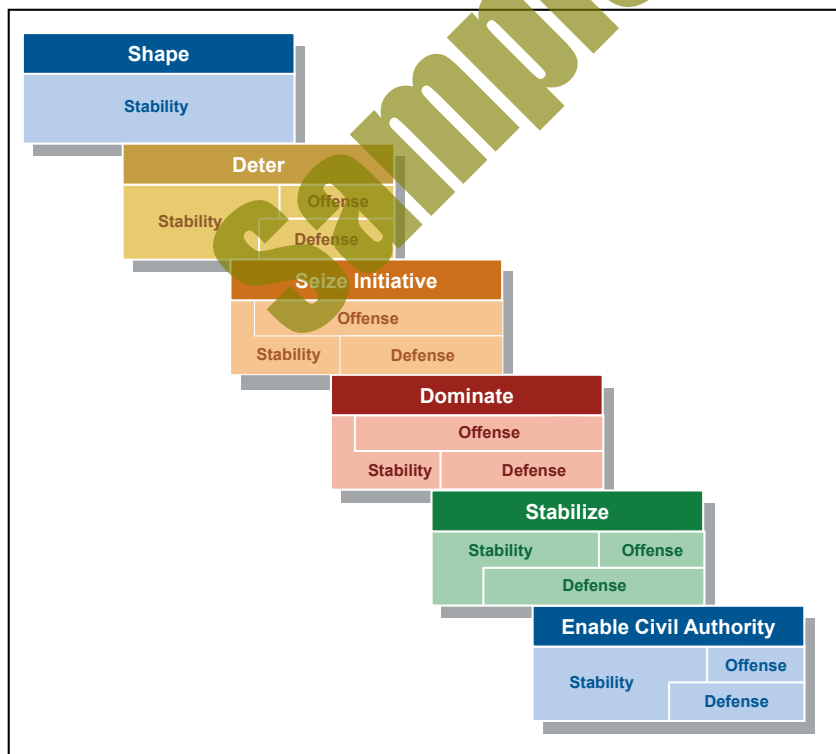 Shape
Stability
Deter
Offense
Stability
Defense
Seize Initiative
Offense
Stability Defense
Dominate
Offense
Stability Defense
Stabilize
Stability Offense
Defense
Enable Civil Authority
Offense
Stability
Defense
Sample